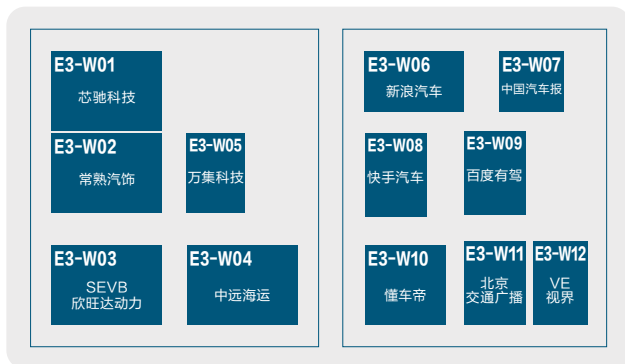 E3-W01
芯驰科技
E3-W02
常熟汽饰
E3-W05
万集科技
E3-W03
SEVB
欣旺达动力
E3-W04
中远海运
E3-W06
新浪汽车
E3-W07
中国汽车报
E3-W08
快手汽车
E3-W09
百度有驾
E3-W10
懂车帝
E3-W11
北京
交通广播
E3-W12
VE
视界